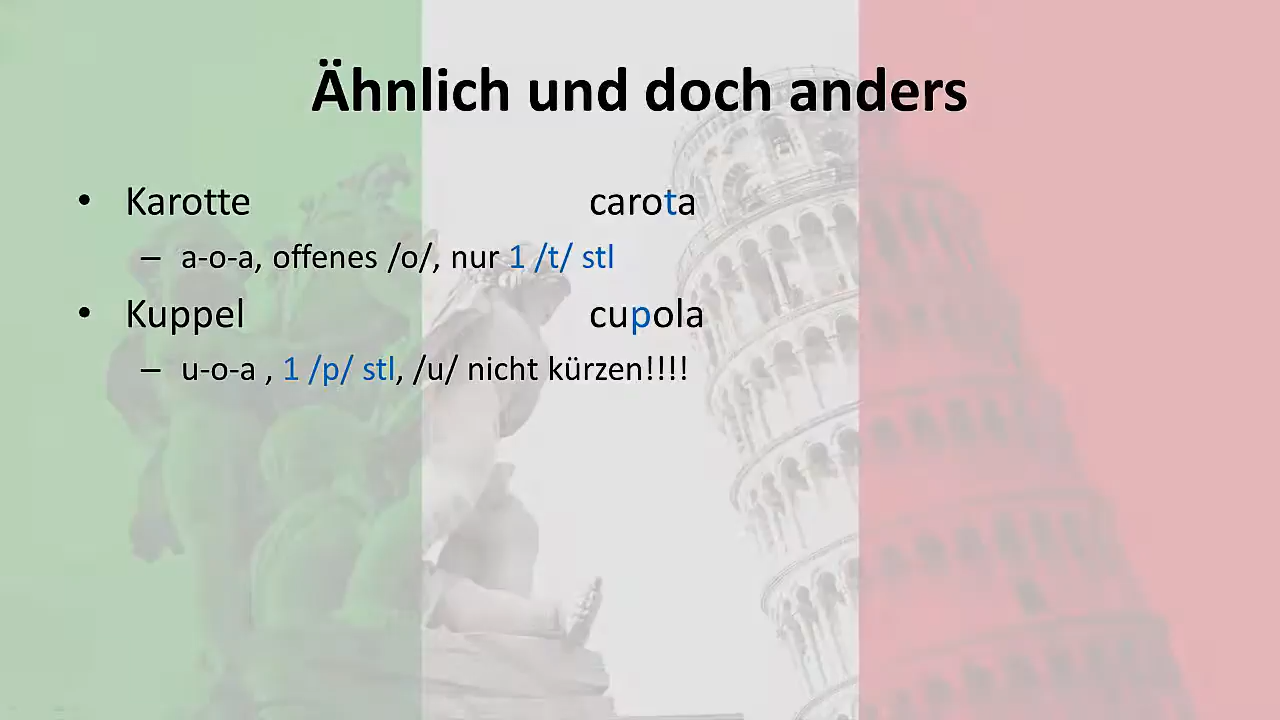 Ähnlich und doch anders
• Karotte carota
– a-o-a, offenes /o/, nur 1 /t/ stl
• Kuppel cupola
– u-o-a , 1 /p/ stl, /u/ nicht kürzen!!!!